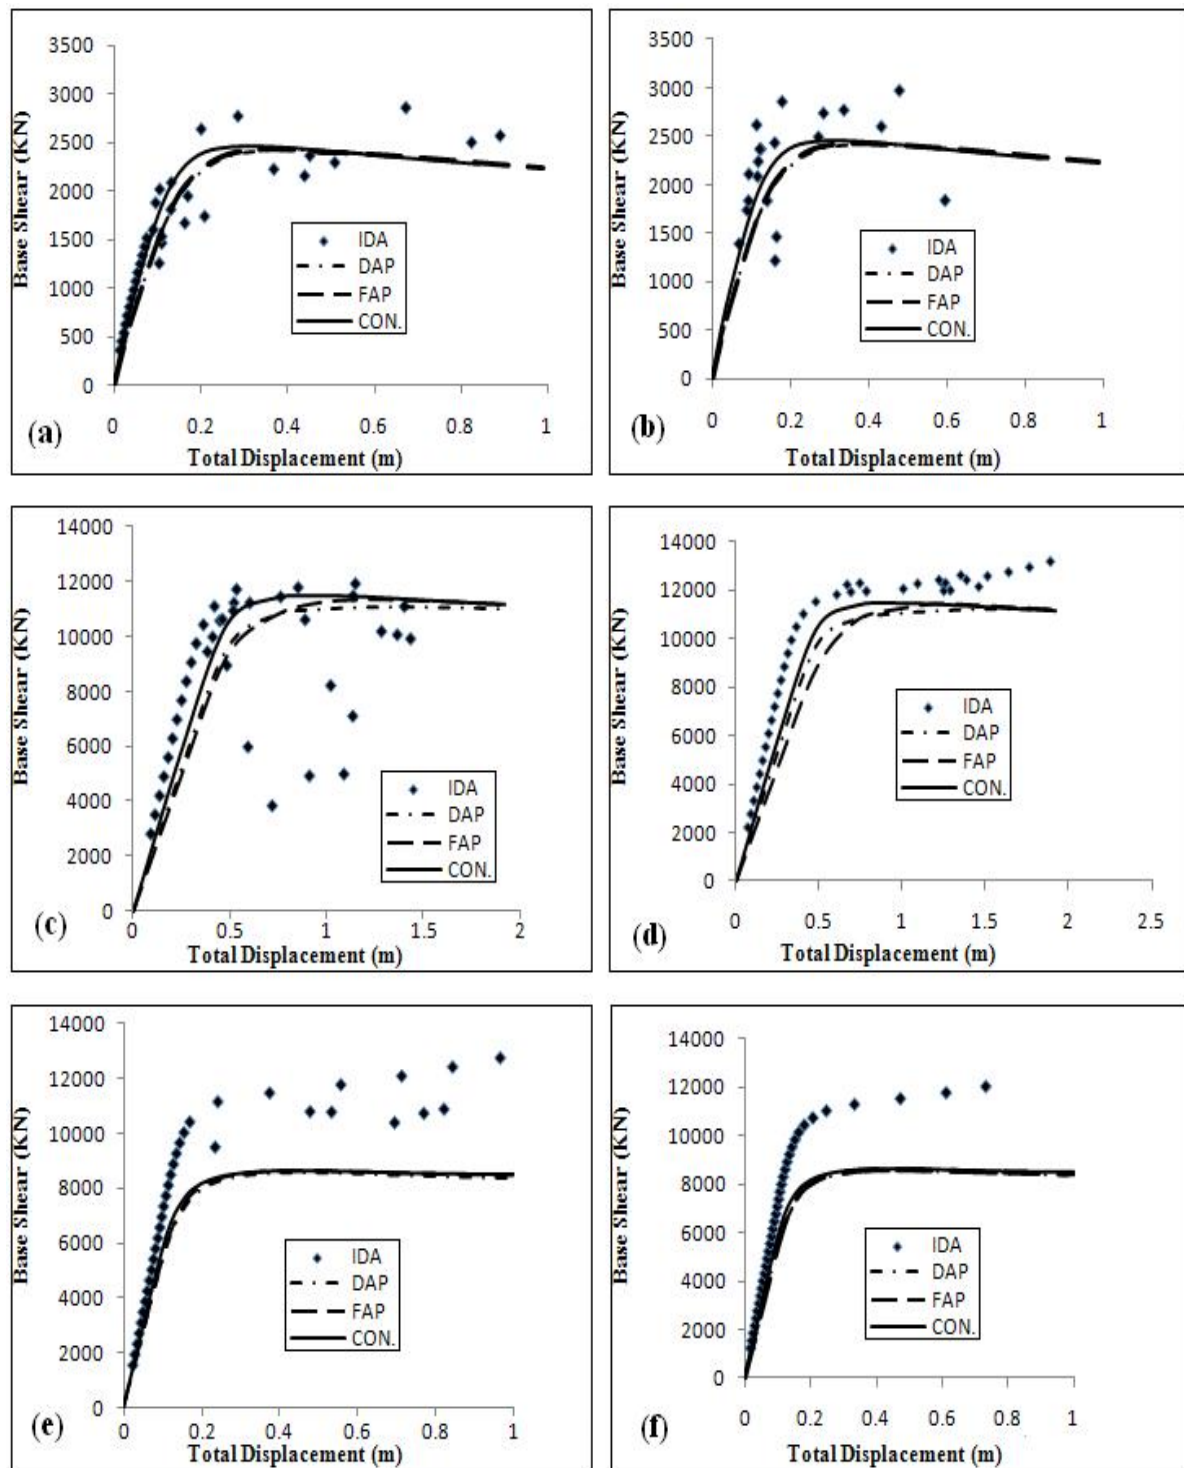 3500
3000
2500
2000
1500
1000
500
0
Base Shear (KN)
IDA
DAP
FAP
CON.
0 0.2 0.4 0.6 0.8 1
(a)
Total Displacement (m)
3500
3000
2500
2000
1500
1000
500
0
Base Shear (KN)
IDA
DAP
FAP
CON.
0 0.2 0.4 0.6 0.8 1
(b)
Total Displacement (m)
14000
12000
10000
8000
6000
4000
2000
0
Base Shear (KN)
IDA
DAP
FAP
CON.
0 0.5 1 1.5 2
(c)
Total Displacement (m)
14000
12000
10000
8000
6000
4000
2000
0
Base Shear (KN)
IDA
DAP
FAP
CON.
0 0.5 1 1.5 2 2.5
(d)
Total Displacement (m)
14000
12000
10000
8000
6000
4000
2000
0
Base Shear (KN)
IDA
DAP
FAP
CON.
0 0.2 0.4 0.6 0.8 1
(e)
Total Displacement (m)
14000
12000
10000
8000
6000
4000
2000
0
Base Shear (KN)
IDA
DAP
FAP
CON.
0 0.2 0.4 0.6 0.8 1
(f)
Total Displacement (m)